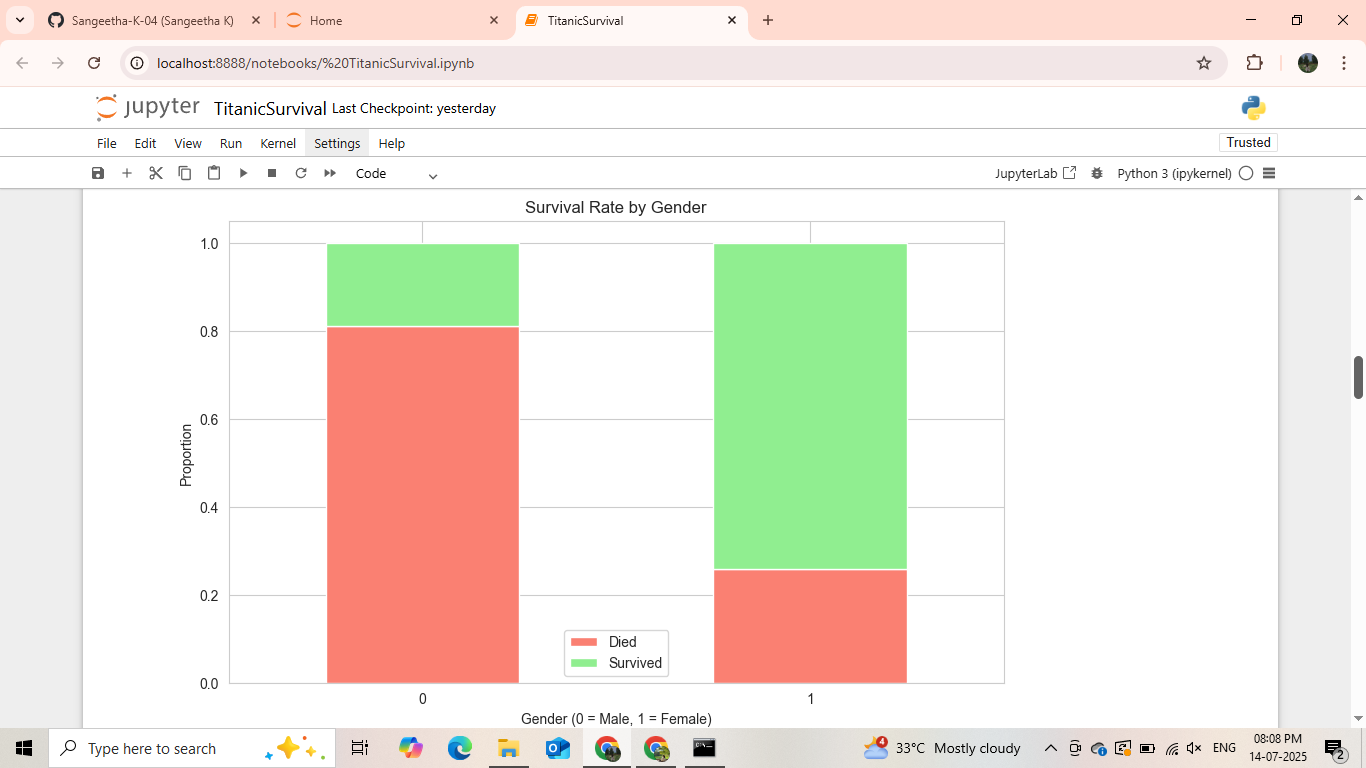 Sangeetha-K-04 (Sangeetha K)
Home
TitanicSurvival
localhost:8888/notebooks/%20TitanicSurvival.ipynb
jupyter TitanicSurvival Last Checkpoint: yesterday
File Edit View Run Kernel Settings Help Trusted
Code JupyterLab Python 3 (ipykernel)
Survival Rate by Gender
1.0
0.8
0.6
0.4
0.2
0.0
Proportion
Died
Survived
0 1
Gender (0 = Male, 1 = Female)
Type here to search
4
33°C Mostly cloudy
ENG
08:08 PM
14-07-2025
2